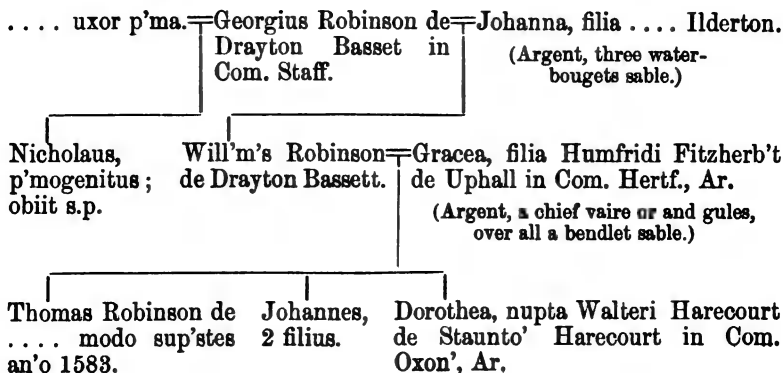 .... uxor p'ma.
Georgius Robinson de
Drayton Basset in
Com. Staff.
Johanna, filia .... Ilderton.
(Argent, three water-
bougets sable.)
Nicholaus,
p'mogenitus;
obiit s.p.
Will'm's Robinson
de Drayton Bassett.
Gracea, filia Humfridi Fitzherb't
de Uphall in Com. Hertf., Ar.
(Argent, a chief vaire or and gules,
over all a bendlet sable.)
Thomas Robinson de
.... modo sup'stes
an'o 1583.
Johannes,
2 filius.
Dorothea, nupta Walteri Harecourt
de Staunto' Harecourt in Com.
Oxon', Ar.